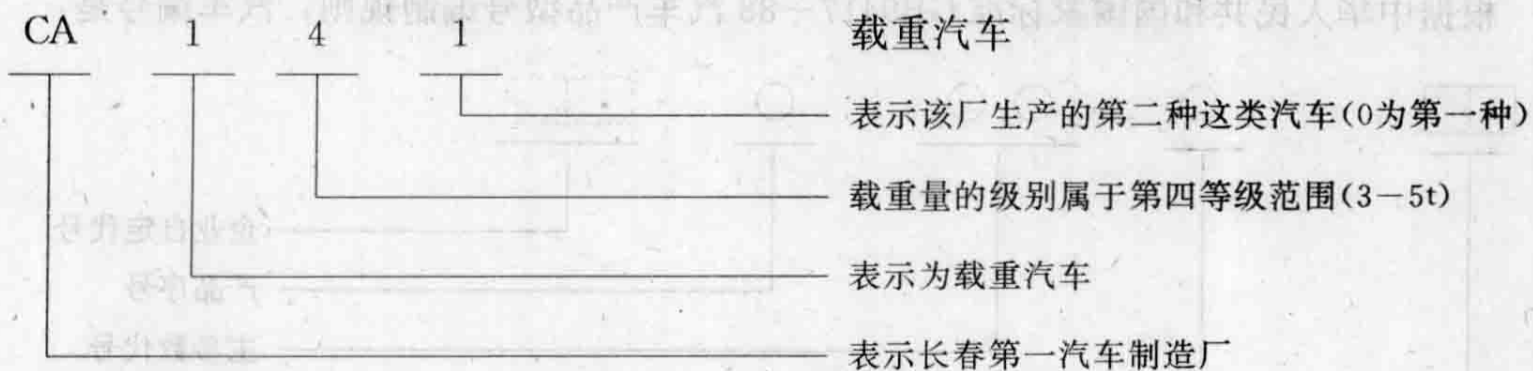 CA 1 4 1 载重汽车
表示该厂生产的第二种这类汽车(0为第一种)
载重量的级别属于第四等级范围(3—5t)
表示为载重汽车
表示长春第一汽车制造厂